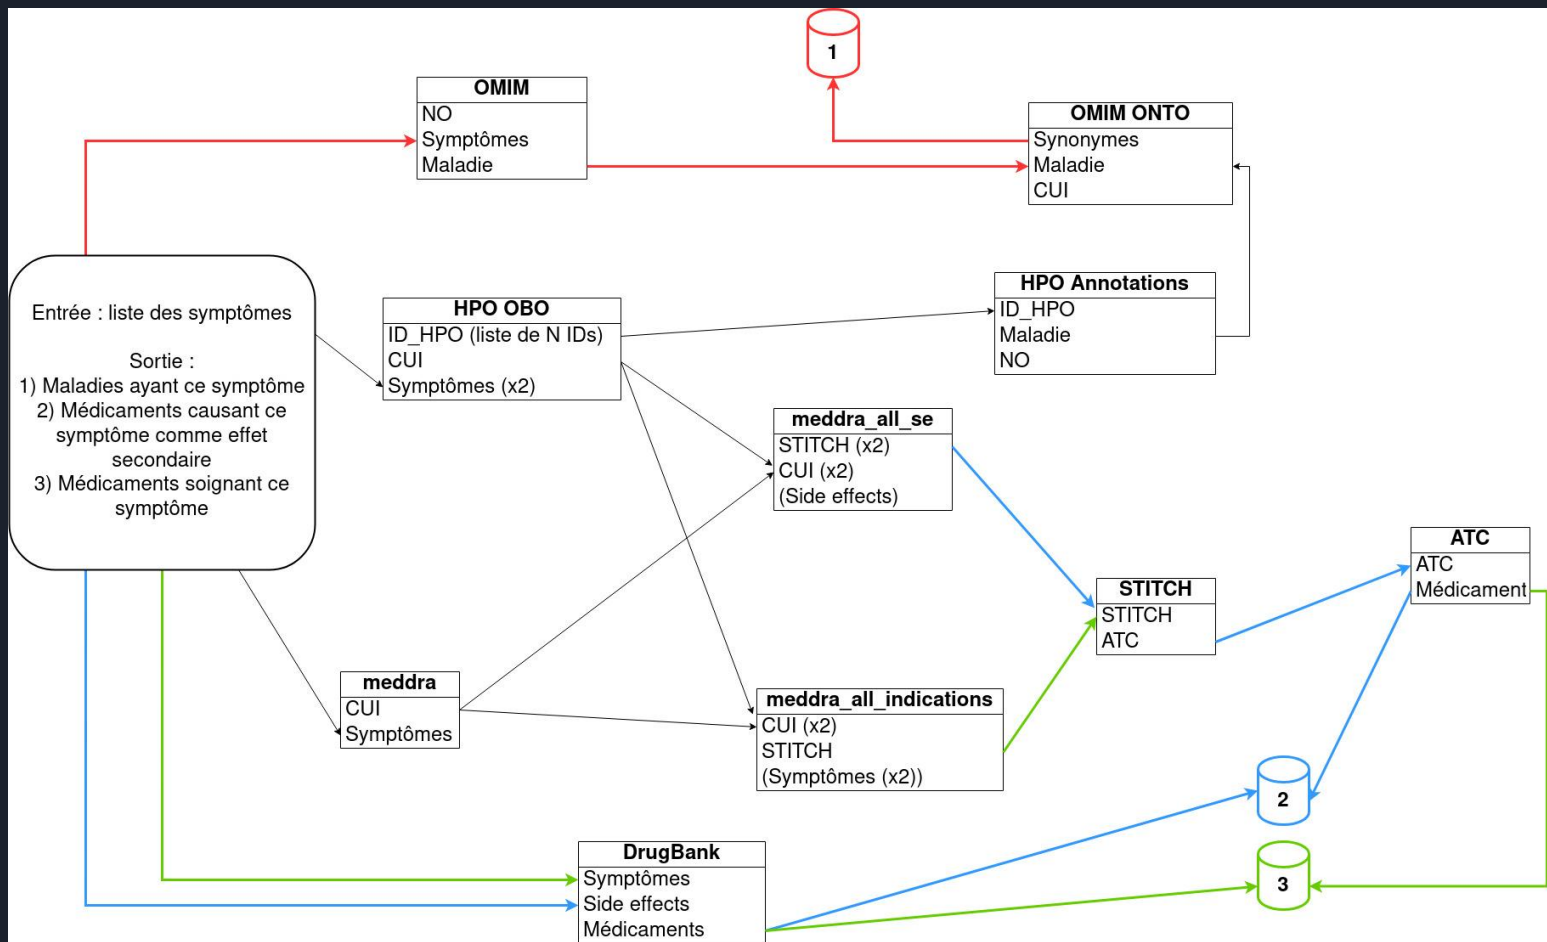 1
OMIM
NO
Symptômes
Maladie
OMIM ONTO
Synonymes
Maladie
CUI
Entrée : liste des symptômes
Sortie :
1) Maladies ayant ce symptôme
2) Médicaments causant ce
symptôme comme effet
secondaire
3) Médicaments soignant ce
symptôme
HPO OBO
ID_HPO (liste de N IDs)
CUI
Symptômes (x2)
HPO Annotations
ID_HPO
Maladie
NO
meddra_all_se
STITCH (x2)
CUI (x2)
(Side effects)
ATC
ATC
Médicament
STITCH
STITCH
ATC
meddra
CUI
Symptômes
meddra_all_indications
CUI (x2)
STITCH
(Symptômes (x2))
2
DrugBank
Symptômes
Side effects
Médicaments
3